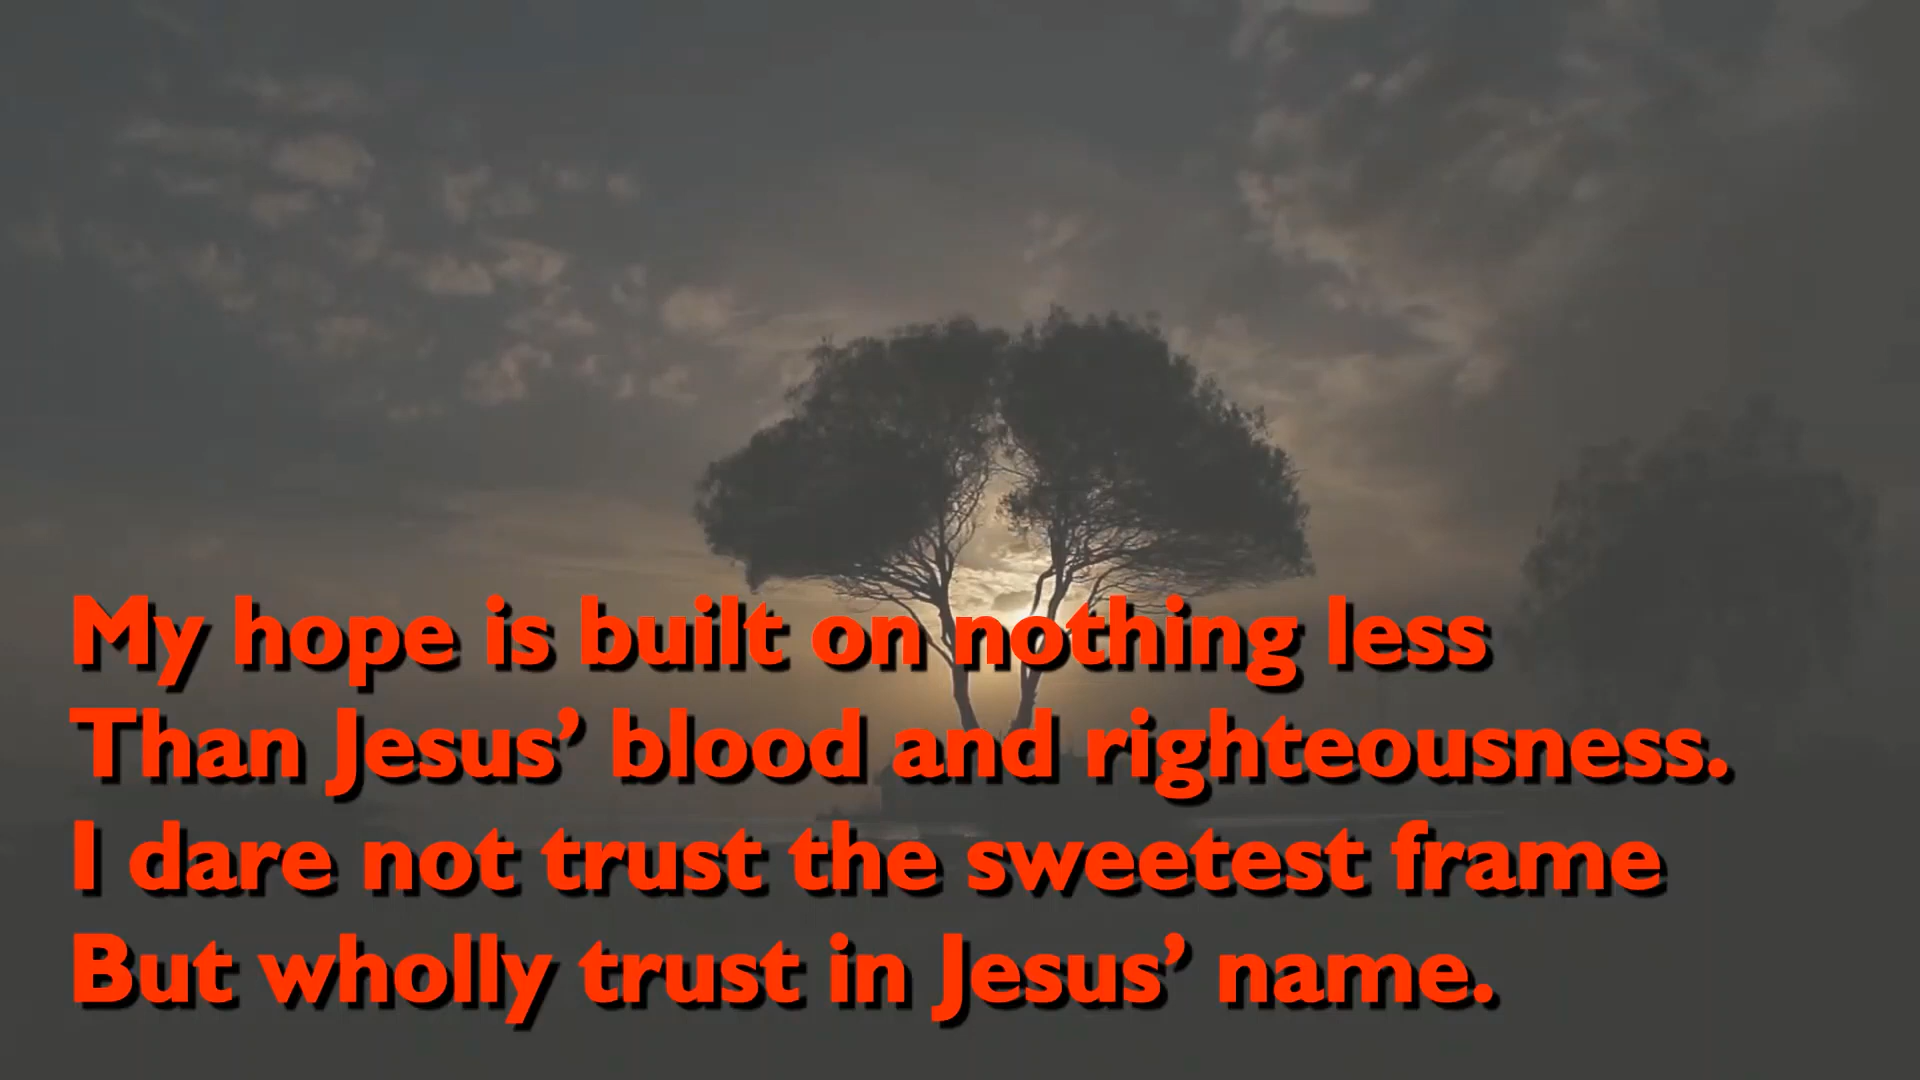 My hope is built on nothing less
Than Jesus’ blood and righteousness.
I dare not trust the sweetest frame
But wholly trust in Jesus’ name.